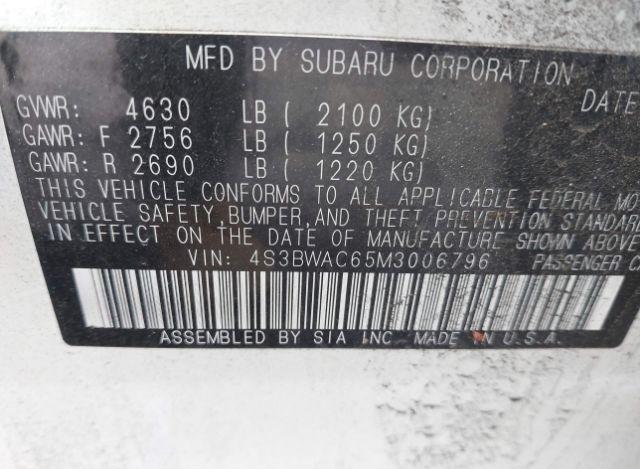 MFD BY SUBARU CORPORATION
DATE
GVWR: 4630 LB ( 2100 KG)
GAWR: F 2756 LB ( 1250 KG)
GAWR: R 2690 LB ( 1220 KG)
THIS VEHICLE CONFORMS TO ALL APPLICABLE FEDERAL MO
VEHICLE SAFETY, BUMPER, AND THEFT PREVENTION STANDARD
IN EFFECT ON THE DATE OF MANUFACTURE SHOWN ABOVE
VIN: 4S3BWAC65M3006796 PASSENGER C
ASSEMBLED BY SIA INC. MADE IN U.S.A.